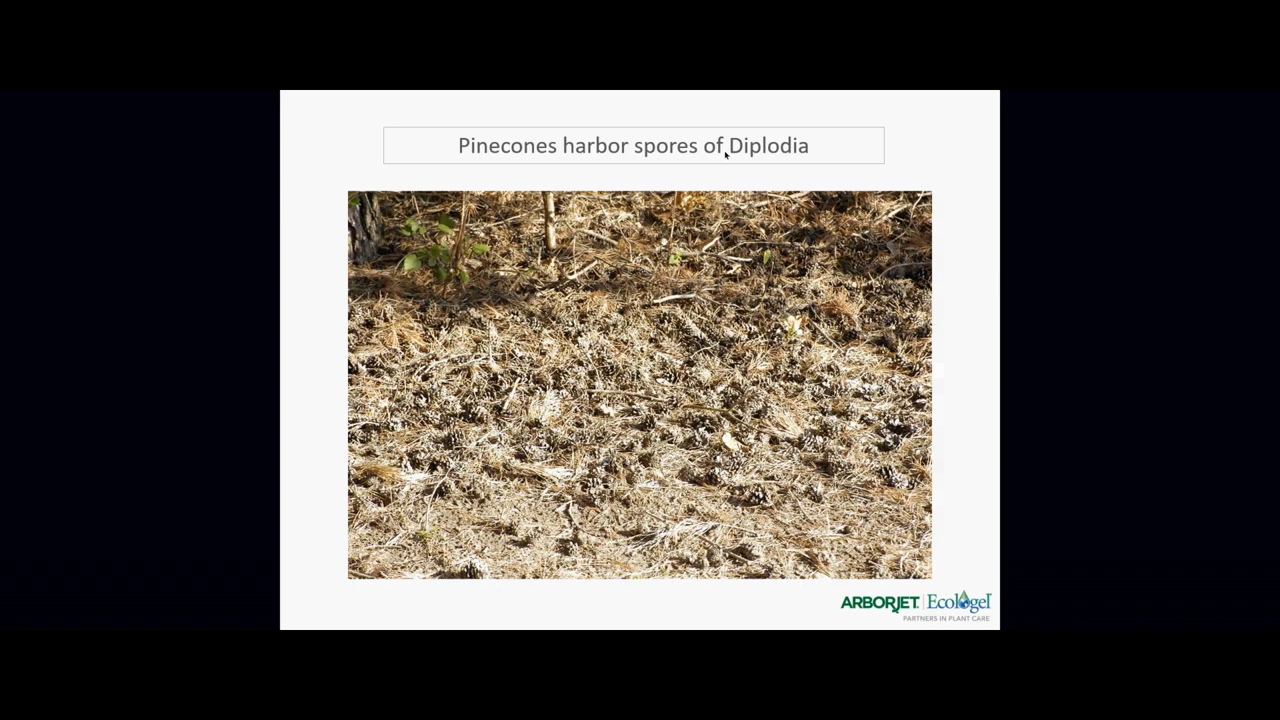 Pinecones harbor spores of Diplodia
ARBORJET | Ecologel
PARTNERS IN PLANT CARE